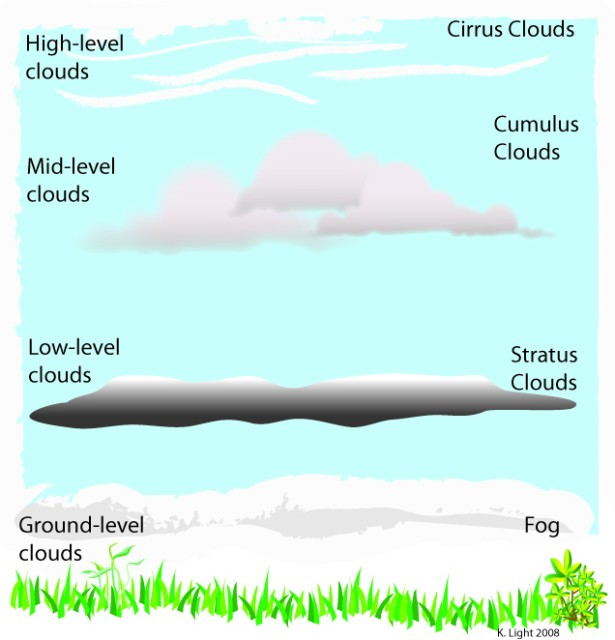 High-level
clouds
Cirrus Clouds
Mid-level
clouds
Cumulus
Clouds
Low-level
clouds
Stratus
Clouds
Ground-level
clouds
Fog
K. Light 2008